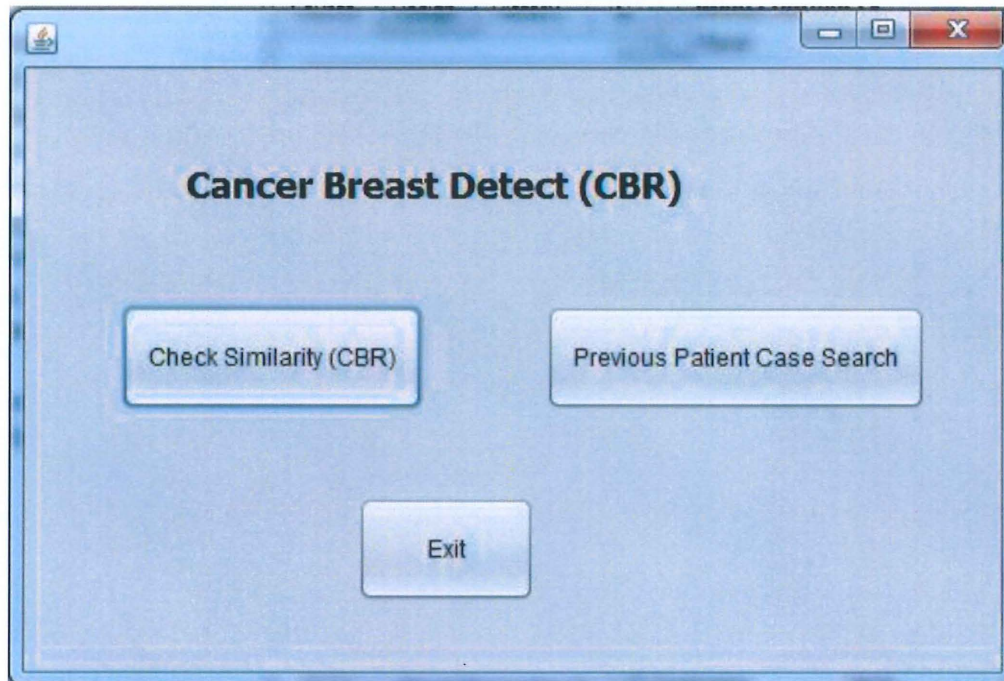 Cancer Breast Detect (CBR)
Check Similarity (CBR)
Previous Patient Case Search
Exit